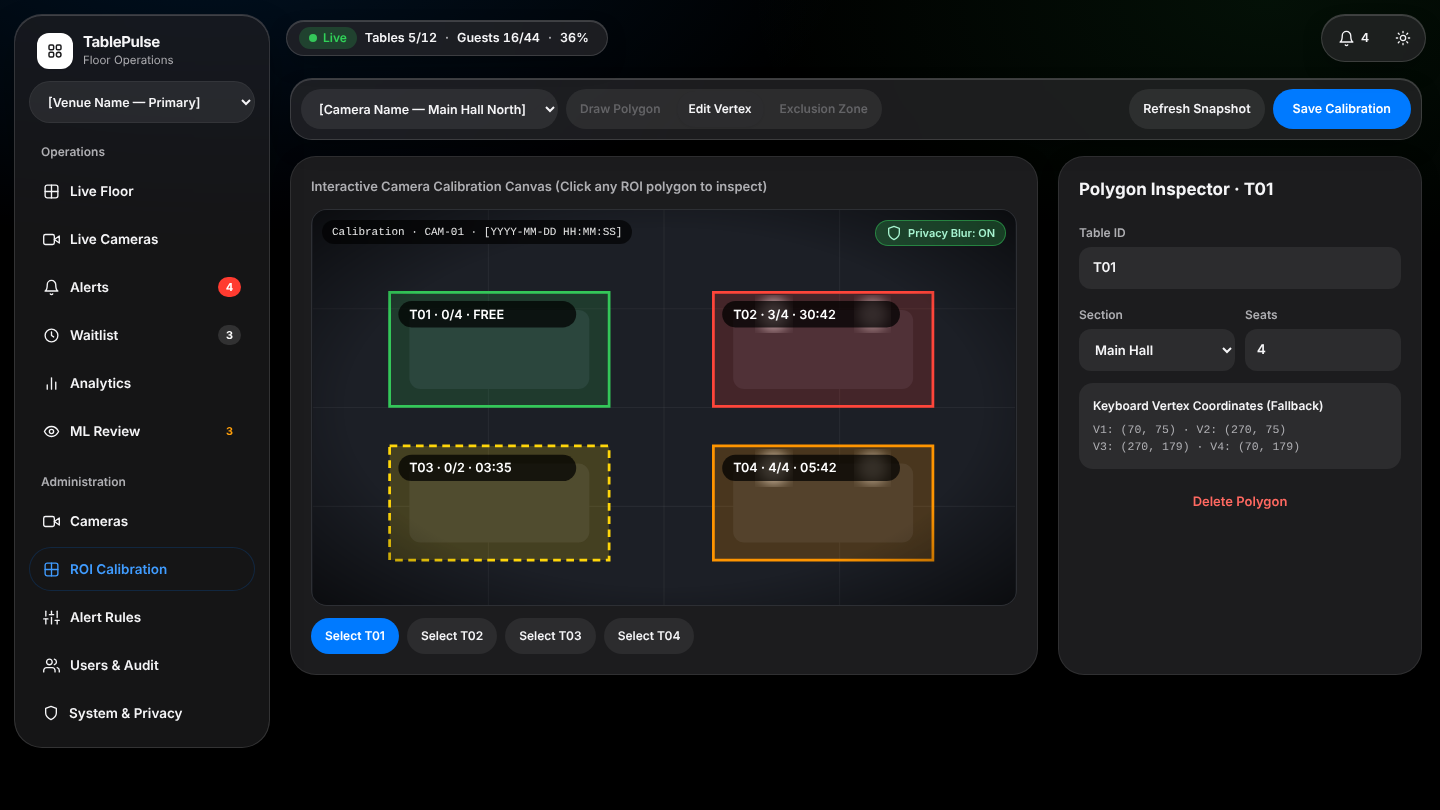 TablePulse
Floor Operations
[Venue Name — Primary]
Operations
Live Floor
Live Cameras
Alerts 4
Waitlist 3
Analytics
ML Review 3
Administration
Cameras
ROI Calibration
Alert Rules
Users & Audit
System & Privacy
Live Tables 5/12 · Guests 16/44 · 36%
4
[Camera Name — Main Hall North] Draw Polygon Edit Vertex Exclusion Zone Refresh Snapshot Save Calibration
Interactive Camera Calibration Canvas (Click any ROI polygon to inspect)
Calibration · CAM-01 · [YYYY-MM-DD HH:MM:SS] Privacy Blur: ON
T01 · 0/4 · FREE T02 · 3/4 · 30:42
T03 · 0/2 · 03:35 T04 · 4/4 · 05:42
Select T01 Select T02 Select T03 Select T04
Polygon Inspector · T01
Table ID
T01
Section Seats
Main Hall 4
Keyboard Vertex Coordinates (Fallback)
V1: (70, 75) · V2: (270, 75)
V3: (270, 179) · V4: (70, 179)
Delete Polygon